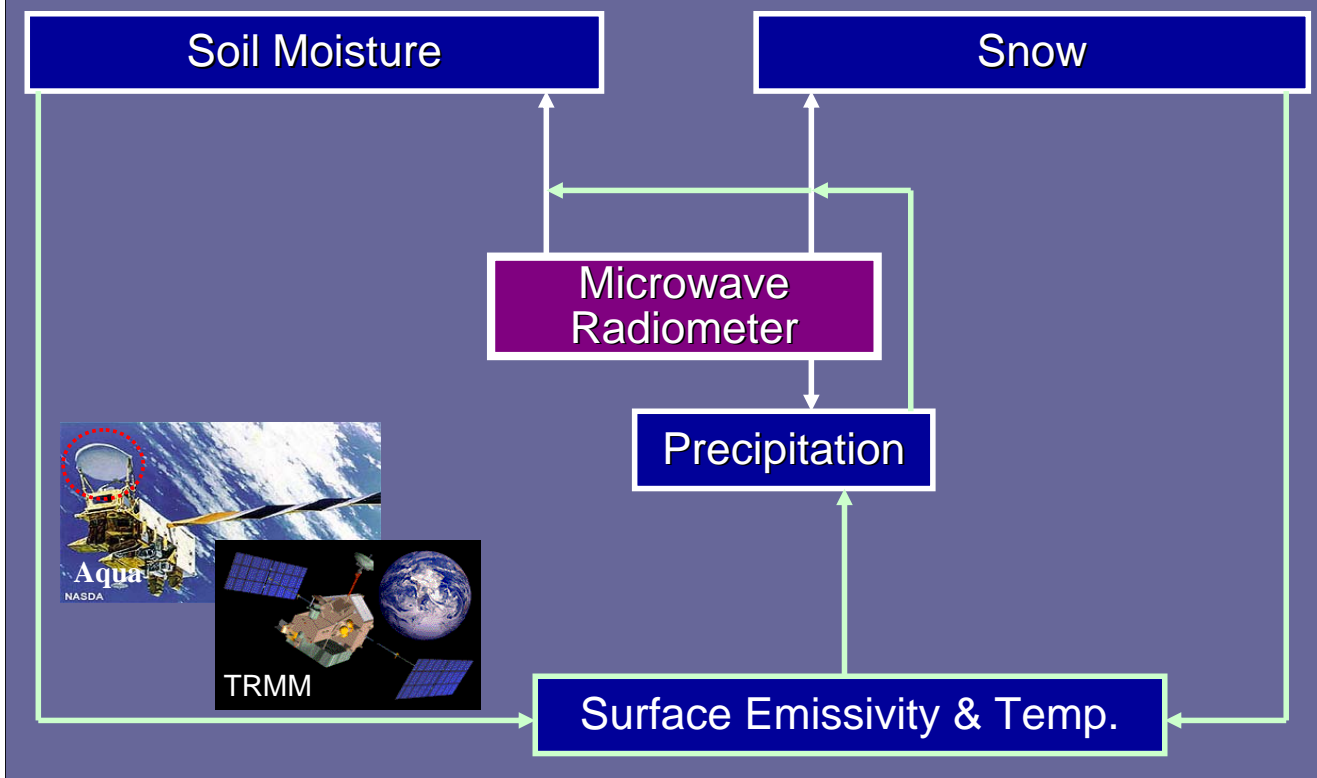 Soil Moisture
Snow
Microwave
Radiometer
Precipitation
Aqua
NASDA
TRMM
Surface Emissivity & Temp.